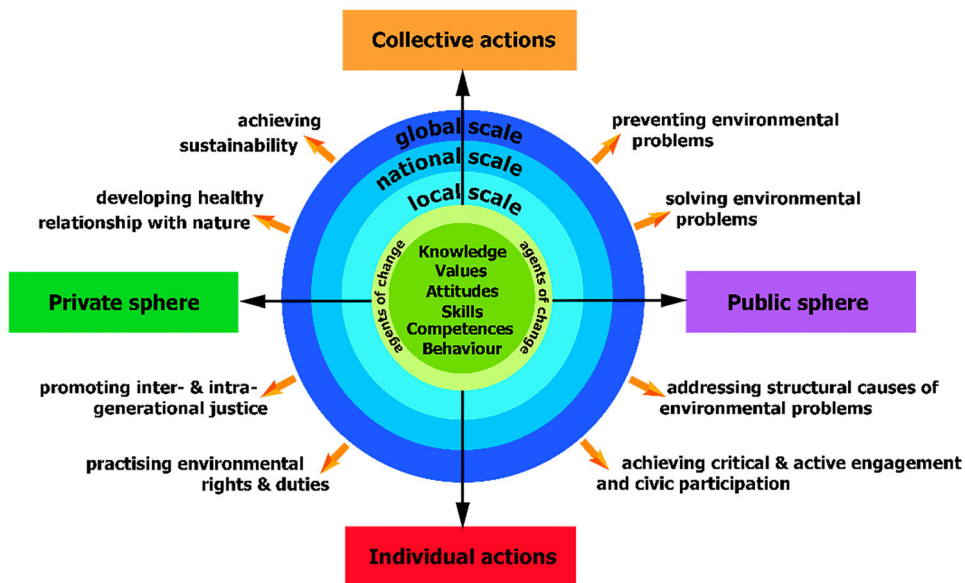 Collective actions
achieving
sustainability
developing healthy
relationship with nature
preventing environmental
problems
solving environmental
problems
global scale
national scale
local scale
agents of change
Knowledge
Values
Attitudes
Skills
Competences
Behaviour
agents of change
Private sphere
Public sphere
promoting inter- & intra-
generational justice
practising environmental
rights & duties
addressing structural causes of
environmental problems
achieving critical & active engagement
and civic participation
Individual actions